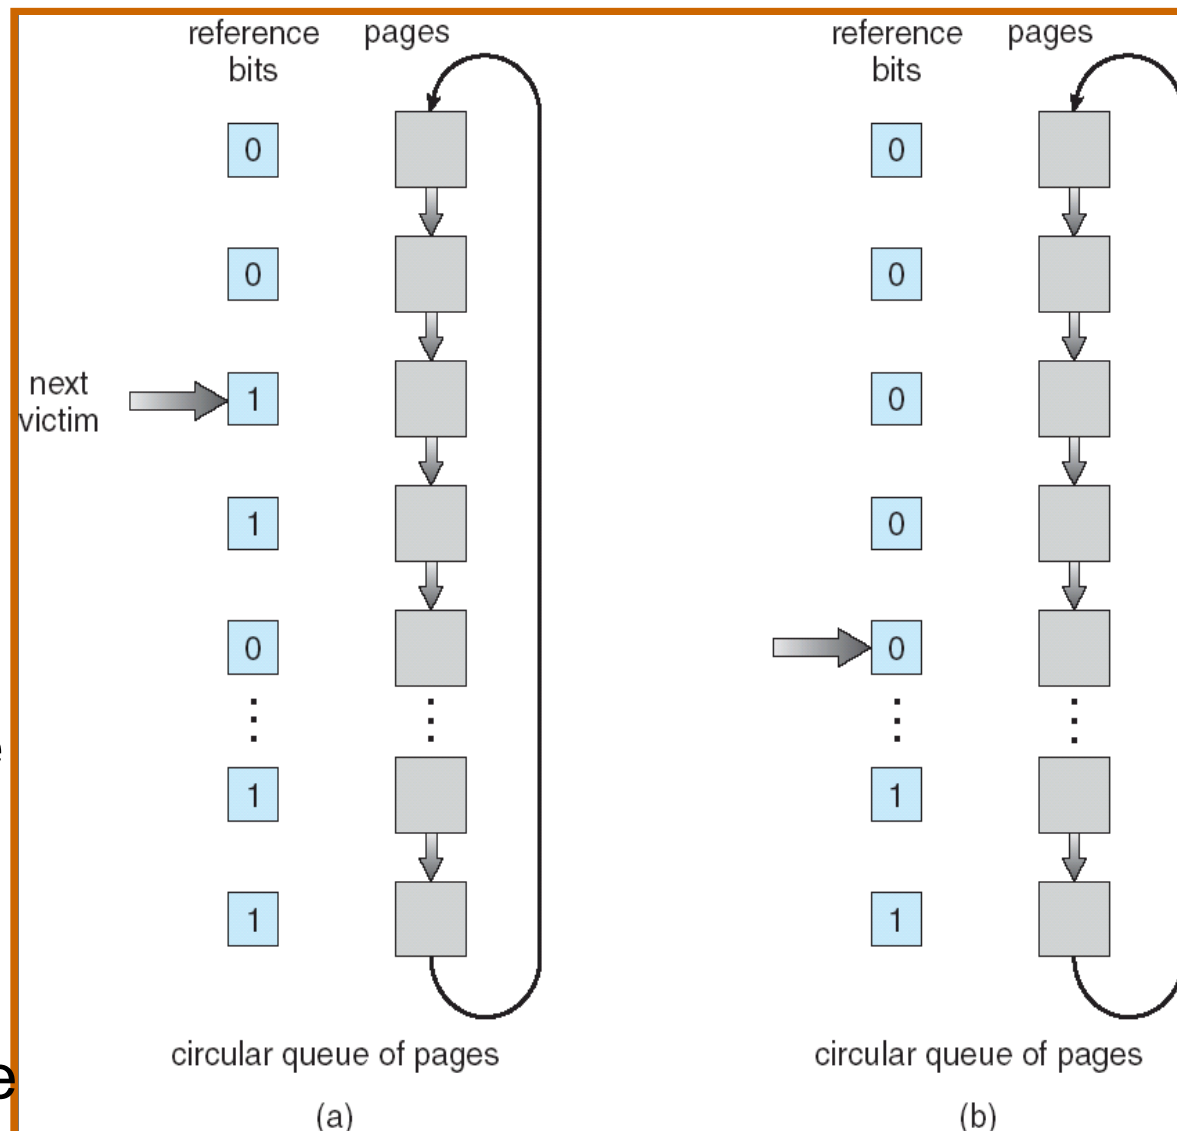 reference pages
bits
0
0
next
victim
1
1
0
e
1
1
circular queue of pages
e
(a)
reference pages
bits
0
0
0
0
0
1
1
circular queue of pages
(b)